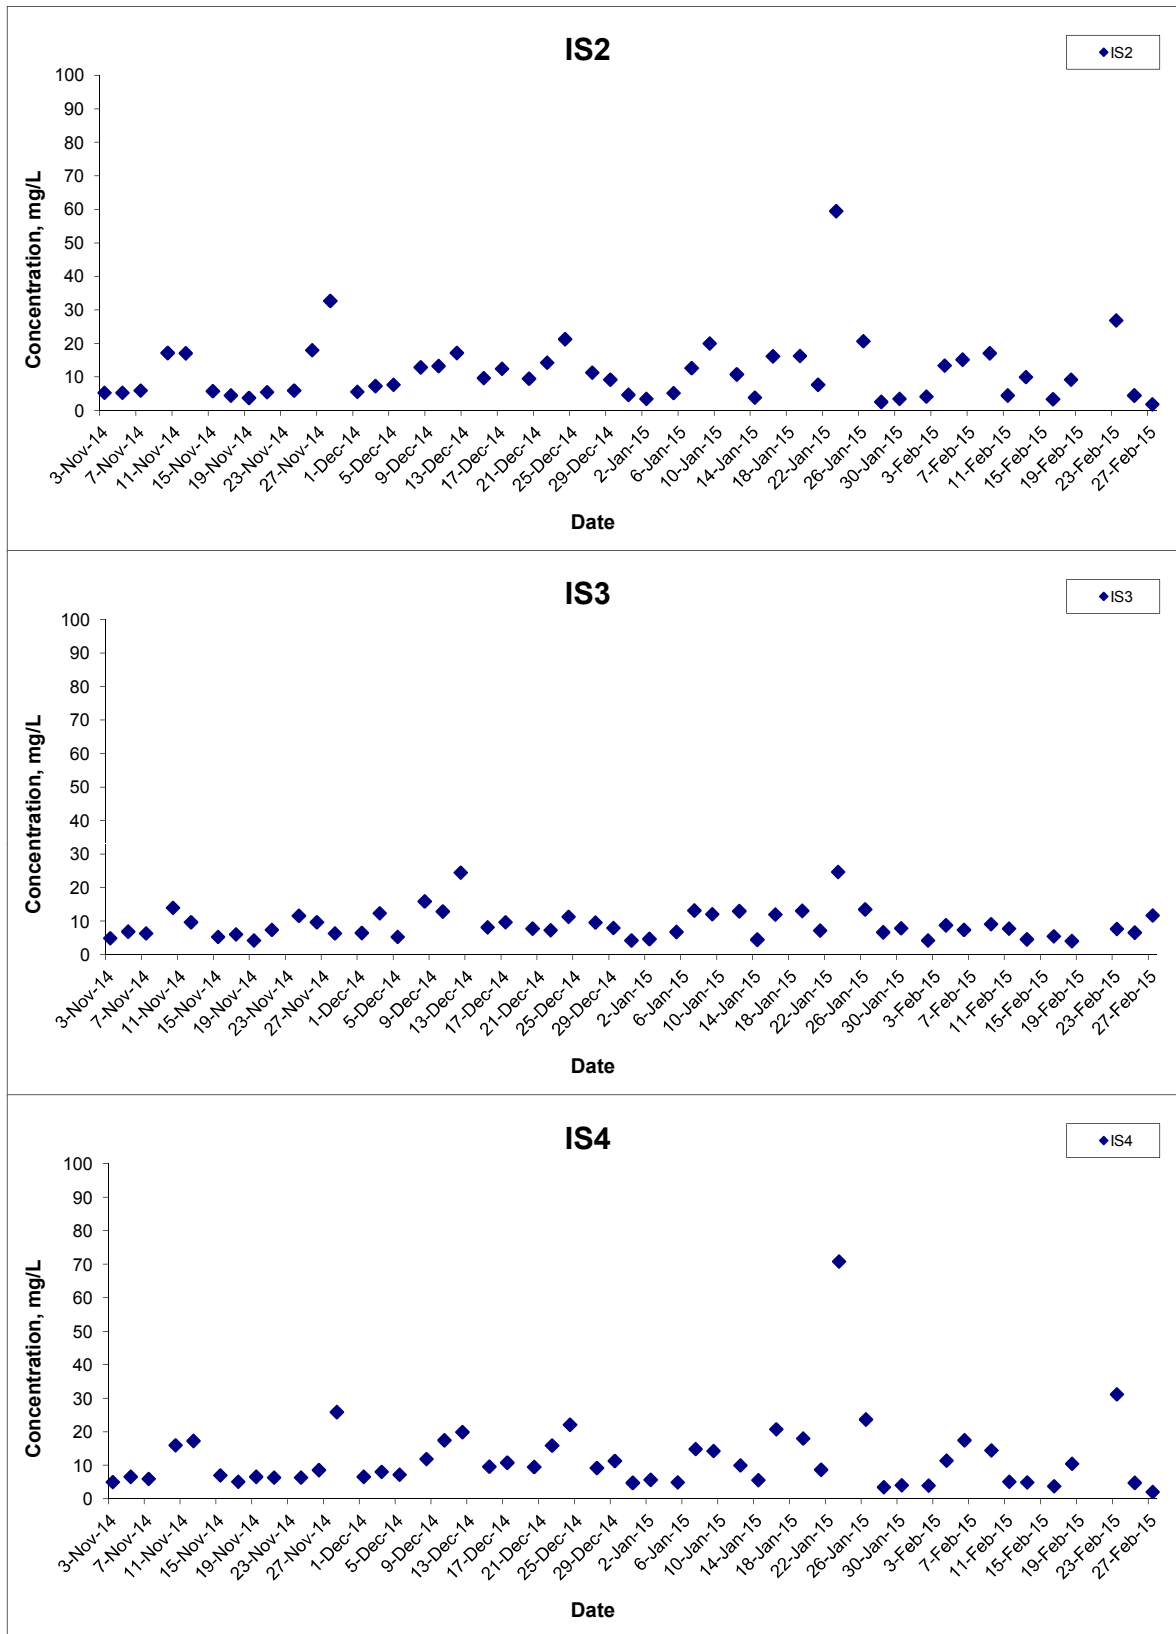 IS2
IS2
100
90
80
70
60
50
40
30
20
10
0
Concentration, mg/L
3-Nov-14
7-Nov-14
11-Nov-14
15-Nov-14
19-Nov-14
23-Nov-14
27-Nov-14
1-Dec-14
5-Dec-14
9-Dec-14
13-Dec-14
17-Dec-14
21-Dec-14
25-Dec-14
29-Dec-14
2-Jan-15
6-Jan-15
10-Jan-15
14-Jan-15
18-Jan-15
22-Jan-15
26-Jan-15
30-Jan-15
3-Feb-15
7-Feb-15
11-Feb-15
15-Feb-15
19-Feb-15
23-Feb-15
27-Feb-15
Date
IS3
IS3
100
90
80
70
60
50
40
30
20
10
0
Concentration, mg/L
3-Nov-14
7-Nov-14
11-Nov-14
15-Nov-14
19-Nov-14
23-Nov-14
27-Nov-14
1-Dec-14
5-Dec-14
9-Dec-14
13-Dec-14
17-Dec-14
21-Dec-14
25-Dec-14
29-Dec-14
2-Jan-15
6-Jan-15
10-Jan-15
14-Jan-15
18-Jan-15
22-Jan-15
26-Jan-15
30-Jan-15
3-Feb-15
7-Feb-15
11-Feb-15
15-Feb-15
19-Feb-15
23-Feb-15
27-Feb-15
Date
IS4
IS4
100
90
80
70
60
50
40
30
20
10
0
Concentration, mg/L
3-Nov-14
7-Nov-14
11-Nov-14
15-Nov-14
19-Nov-14
23-Nov-14
27-Nov-14
1-Dec-14
5-Dec-14
9-Dec-14
13-Dec-14
17-Dec-14
21-Dec-14
25-Dec-14
29-Dec-14
2-Jan-15
6-Jan-15
10-Jan-15
14-Jan-15
18-Jan-15
22-Jan-15
26-Jan-15
30-Jan-15
3-Feb-15
7-Feb-15
11-Feb-15
15-Feb-15
19-Feb-15
23-Feb-15
27-Feb-15
Date